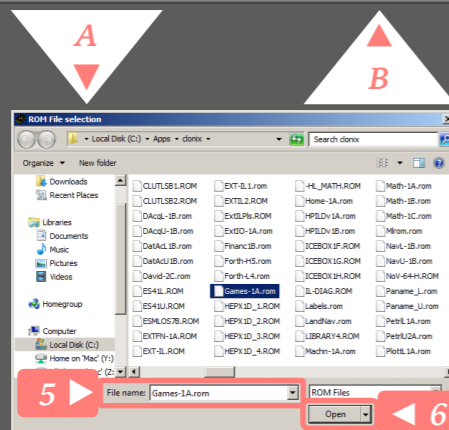 A
B
ROM File selection
Local Disk (C:) Apps clonix
Search clonix
Organize New folder
Downloads
Recent Places
Libraries
Documents
Music
Pictures
Videos
Homegroup
Computer
Local Disk (C:)
Home on 'Mac' (Y:)
CLUTLSB1.ROM
CLUTLSB2.ROM
DAcqL-1B.rom
DAcqU-1B.rom
DatAcL1B.rom
DatAcU1B.rom
David-2C.rom
ES41L.ROM
ES41U.ROM
ESMLOS7B.ROM
EXTFN-1A.ROM
EXT-IL.ROM
EXT-IL1.rom
EXTIL2.ROM
ExtILPls.ROM
ExtIO-1A.rom
Financ1B.rom
Forth-H5.rom
Forth-L4.rom
Games-1A.rom
HEPX1D_1.ROM
HEPX1D_2.ROM
HEPX1D_3.ROM
HEPX1D_4.ROM
-HL_MATH.ROM
Home-1A.rom
HPILDv1A.rom
HPILDv1B.rom
ICEBOX1F.ROM
ICEBOX1G.ROM
ICEBOX1H.ROM
IL-DIAG.ROM
Labels.rom
LandNav.rom
LIBRARY4.ROM
Machn-1A.rom
Math-1A.rom
Math-1B.rom
Math-1C.rom
Mlrom.rom
NavL-1B.rom
NavU-1B.rom
NoV-64-H.ROM
Paname_L.rom
Paname_U.rom
PetrlL1A.rom
PetrlU2A.rom
PlottL1A.rom
5
File name: Games-1A.rom
ROM Files
Open
6